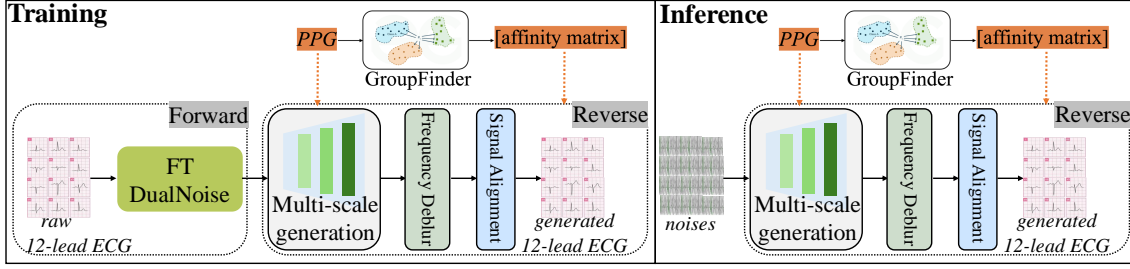 Training
PPG
[affinity matrix]
GroupFinder
Forward
Reverse
FT
DualNoise
raw
12-lead ECG
Multi-scale
generation
Frequency Deblur
Signal Alignment
generated
12-lead ECG
Inference
PPG
[affinity matrix]
GroupFinder
Reverse
noises
Multi-scale
generation
Frequency Deblur
Signal Alignment
generated
12-lead ECG